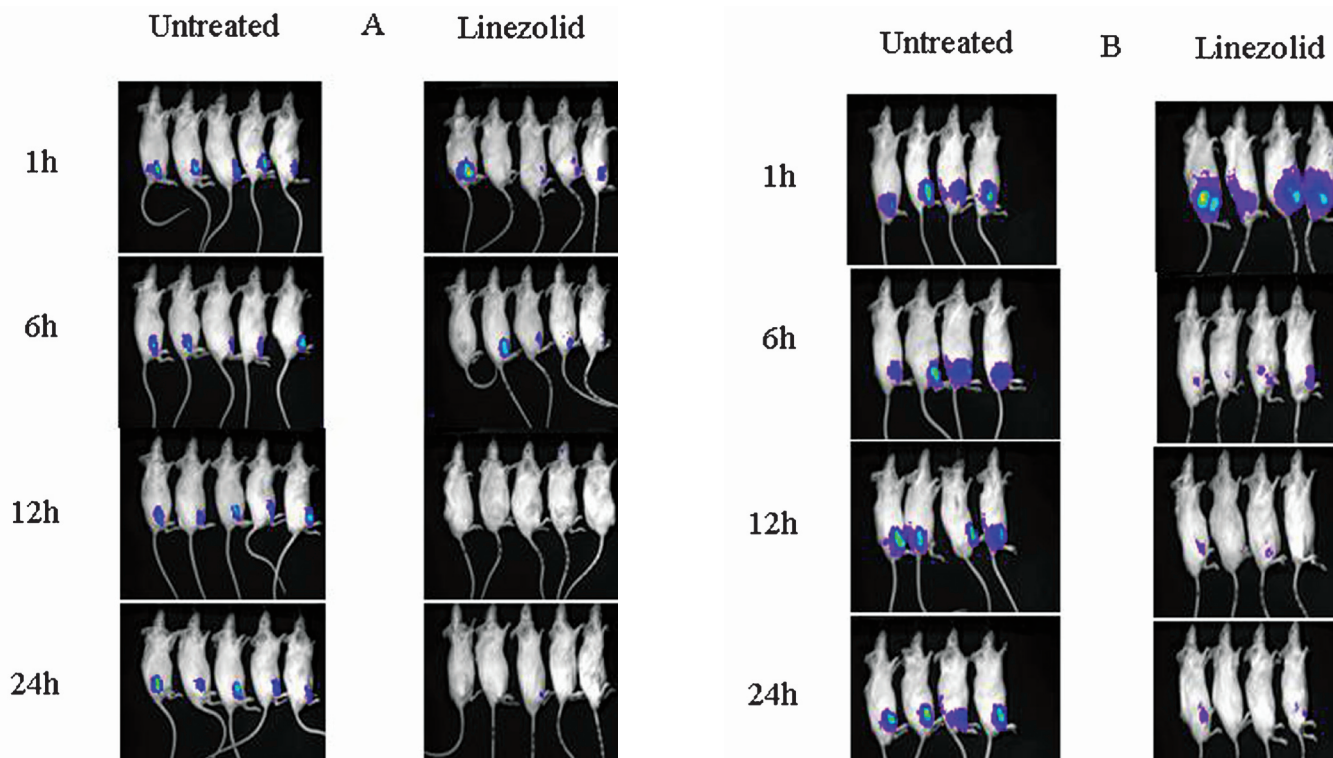 Untreated A Linezolid
1h
6h
12h
24h
Untreated B Linezolid
1h
6h
12h
24h